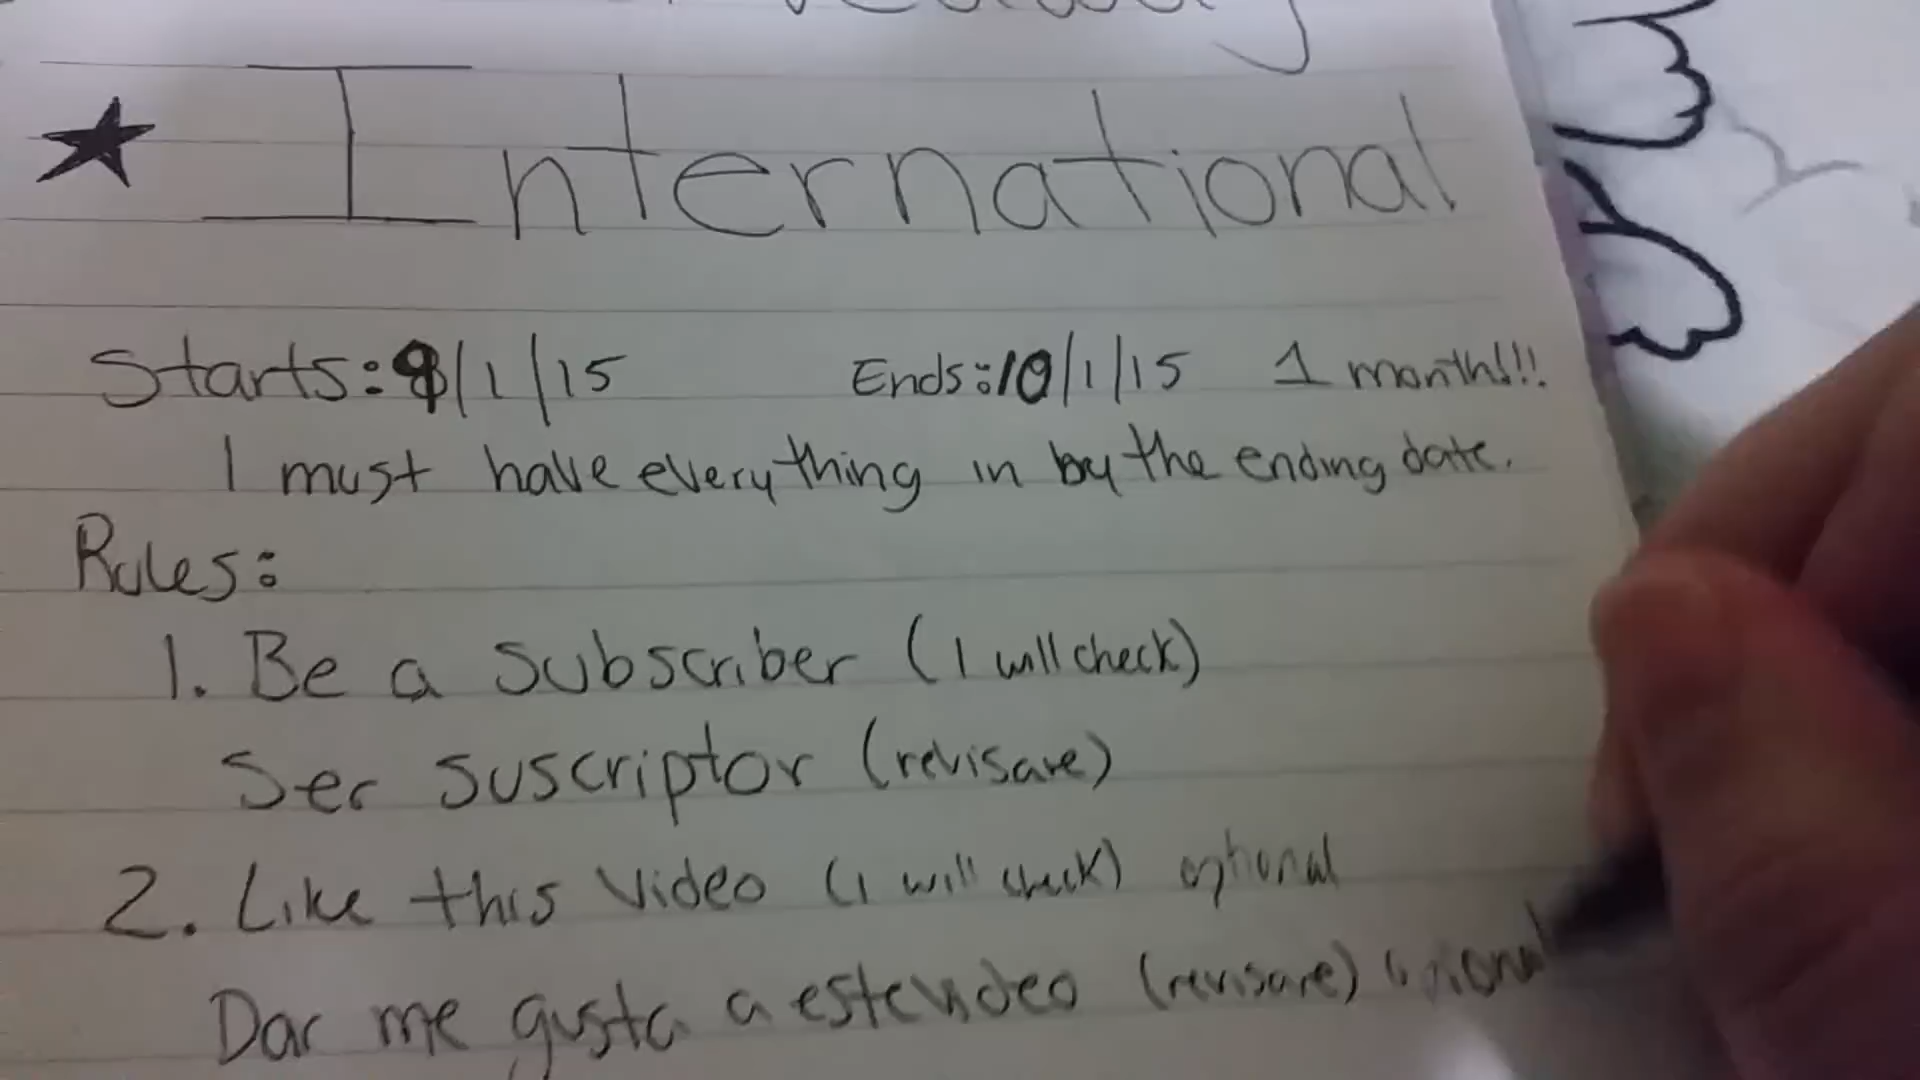 ★ International
Starts: 9/1/15 Ends: 10/1/15 1 month!!!
I must have everything in by the ending date.
Rules:
1. Be a subscriber (I will check)
Ser suscriptor (revisare)
2. Like this video (I will check) optional
Dar me gusta a este video (revisare)